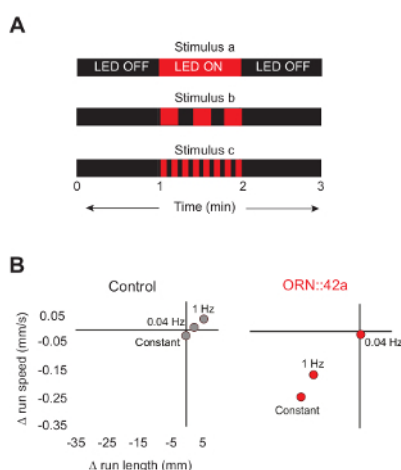 A
Stimulus a
LED OFF LED ON LED OFF
Stimulus b
Stimulus c
0 1 2 3
Time (min)
B
Control ORN::42a
1 Hz
0.04 Hz
Constant
0.04 Hz
1 Hz
Constant
Δ run speed (mm/s)
0.05
-0.05
-0.15
-0.25
-0.35
-35 -25 -15 -5 5
Δ run length (mm)